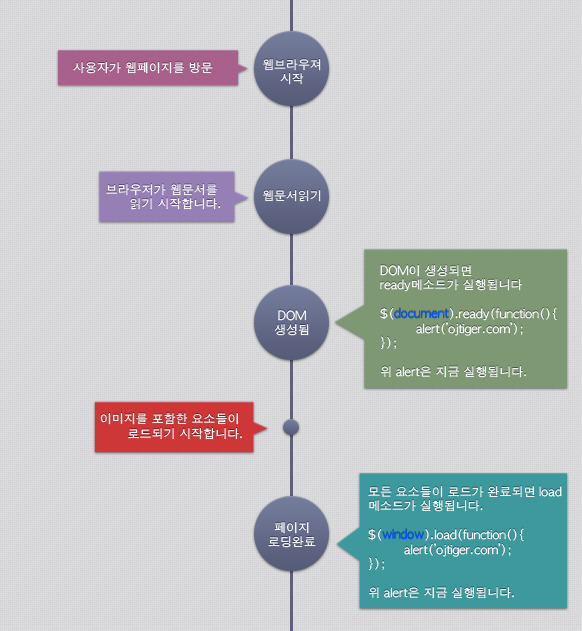 사용자가 웹페이지를 방문
웹브라우져
시작
브라우저가 웹문서를
읽기 시작합니다.
웹문서읽기
DOM
생성됨
DOM이 생성되면
ready메소드가 실행됩니다
$(document).ready(function(){
alert('ojtiger.com');
});
위 alert은 지금 실행됩니다.
이미지를 포함한 요소들이
로드되기 시작합니다.
페이지
로딩완료
모든 요소들이 로드가 완료되면 load
메소드가 실행됩니다.
$(window).load(function(){
alert('ojtiger.com');
});
위 alert은 지금 실행됩니다.